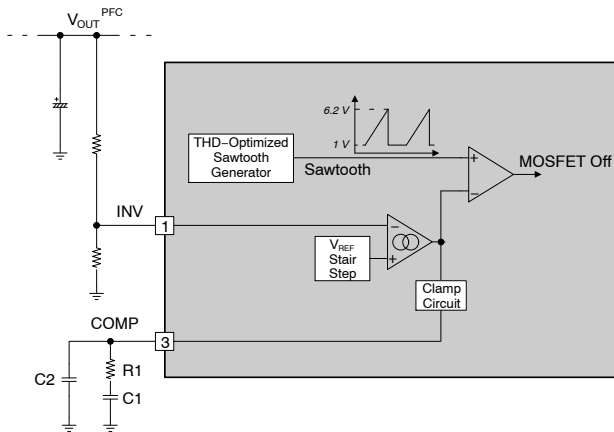 VOUT PFC
6.2 V
1 V
THD−Optimized
Sawtooth
Generator
Sawtooth
+
−
MOSFET Off
INV
1
−
+
VREF
Stair
Step
Clamp
Circuit
COMP
3
C2
R1
C1
+